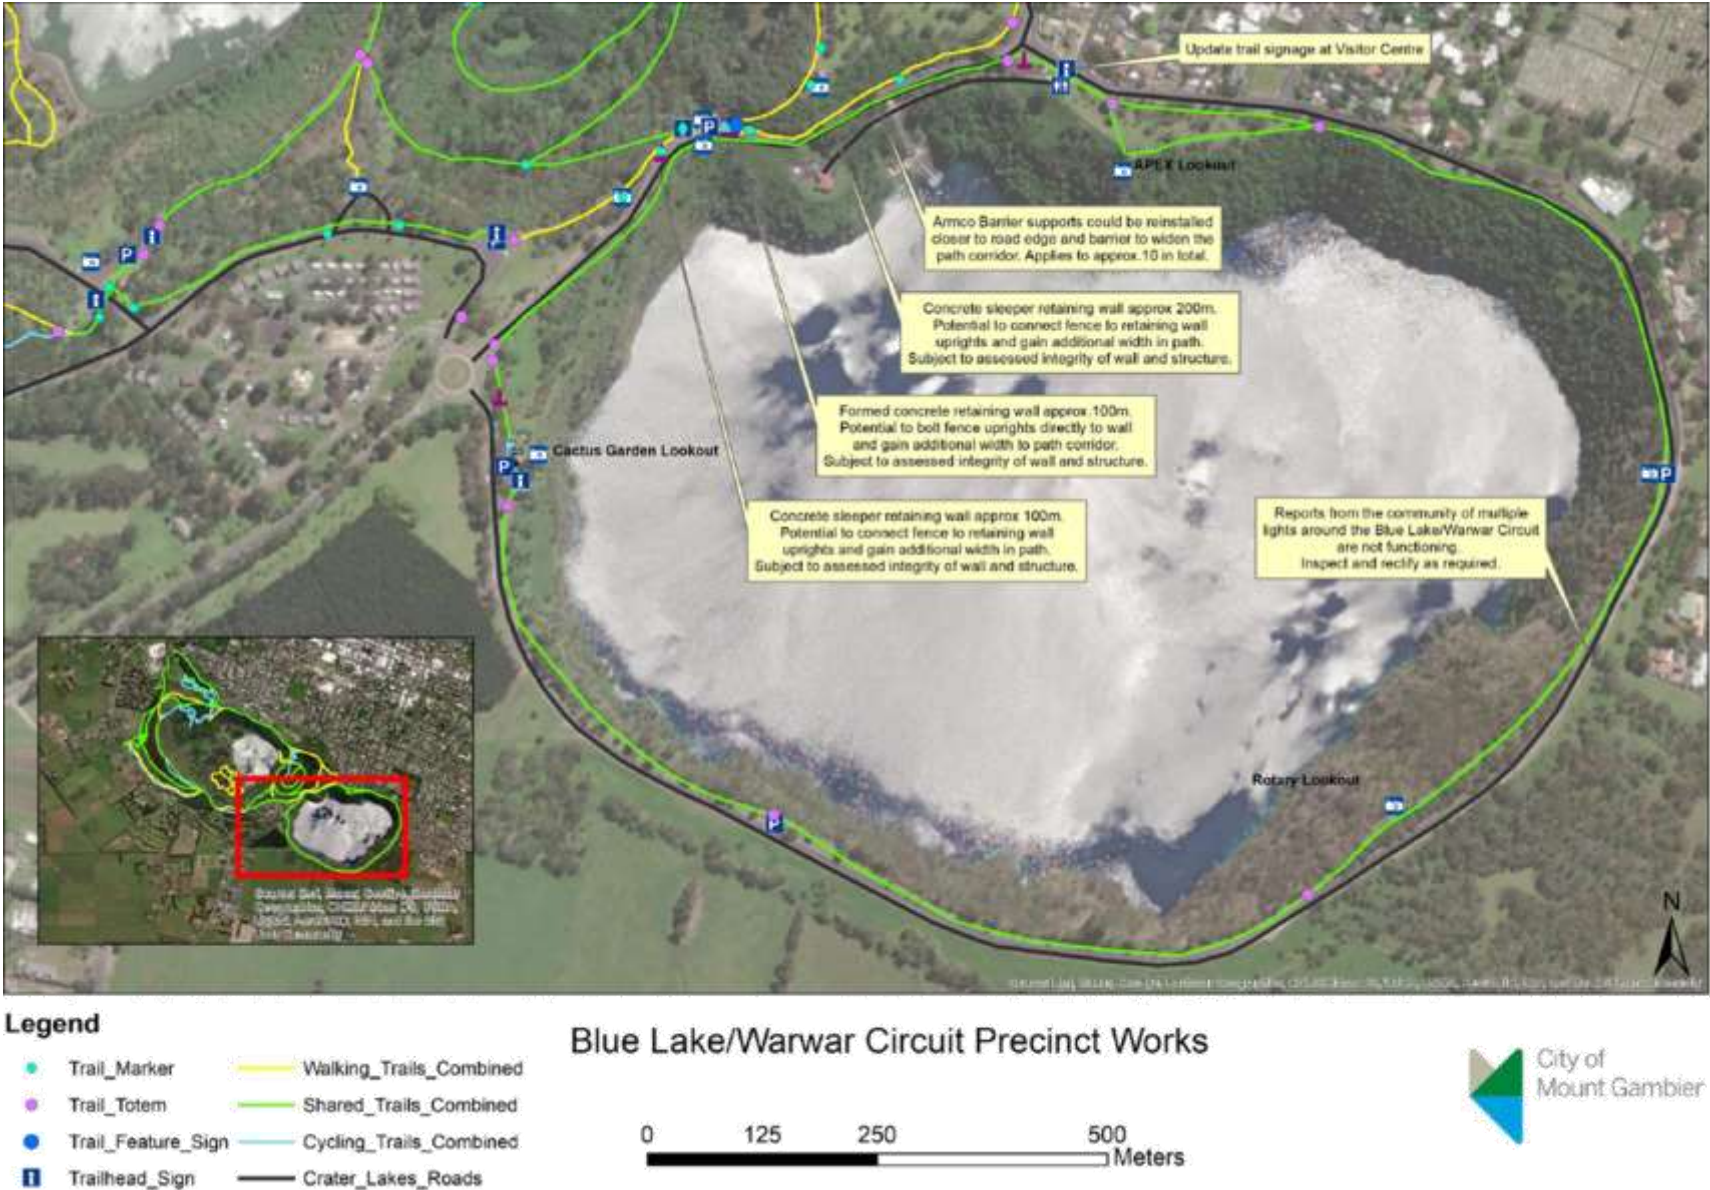 Update trail signage at Visitor Centre
APEX Lookout
Armco Barrier supports could be reinstalled
closer to road edge and barrier to widen the
path corridor. Applies to approx.10 in total.
Concrete sleeper retaining wall approx 200m.
Potential to connect fence to retaining wall
uprights and gain additional width in path.
Subject to assessed integrity of wall and structure.
Formed concrete retaining wall approx.100m.
Potential to bolt fence uprights directly to wall
and gain additional width to path corridor.
Subject to assessed integrity of wall and structure.
Cactus Garden Lookout
Concrete sleeper retaining wall approx 100m.
Potential to connect fence to retaining wall
uprights and gain additional width in path.
Subject to assessed integrity of wall and structure.
Reports from the community of multiple
lights around the Blue Lake/Warwar Circuit
are not functioning.
Inspect and rectify as required.
Rotary Lookout
P
P
P
P
N
Legend
Trail_Marker
Trail_Totem
Trail_Feature_Sign
Trailhead_Sign
Walking_Trails_Combined
Shared_Trails_Combined
Cycling_Trails_Combined
Crater_Lakes_Roads
Blue Lake/Warwar Circuit Precinct Works
0 125 250 500
Meters
City of
Mount Gambier